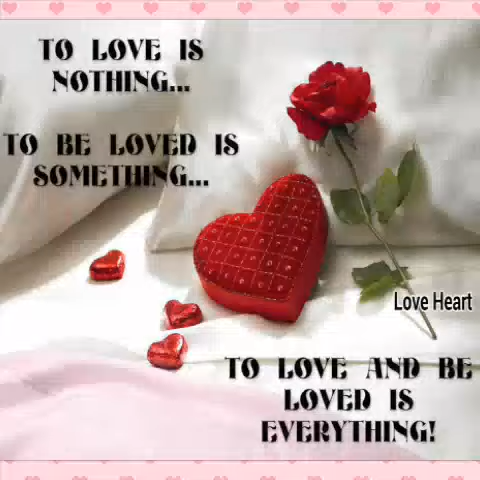 TO LOVE IS
NOTHING...
TO BE LOVED IS
SOMETHING...
Love Heart
TO LOVE AND BE
LOVED IS
EVERYTHING!